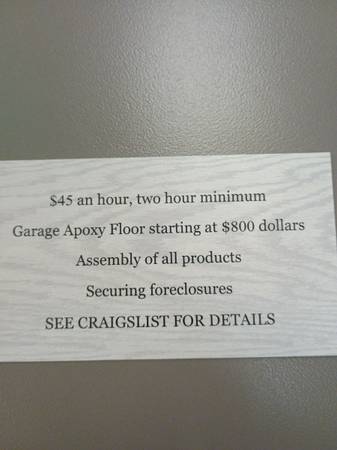 $45 an hour, two hour minimum
Garage Apoxy Floor starting at $800 dollars
Assembly of all products
Securing foreclosures
SEE CRAIGSLIST FOR DETAILS